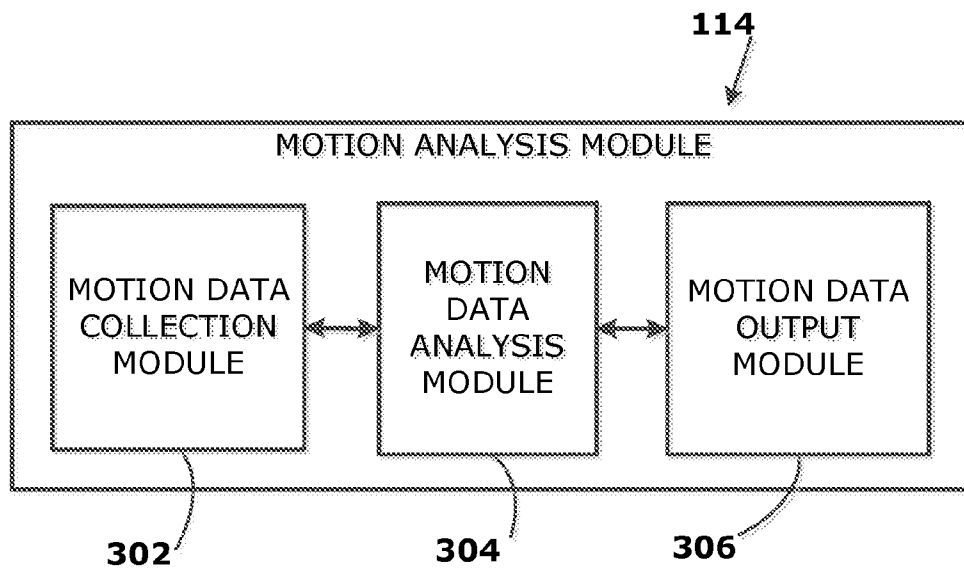 114
MOTION ANALYSIS MODULE
MOTION DATA
COLLECTION
MODULE
MOTION
DATA
ANALYSIS
MODULE
MOTION DATA
OUTPUT
MODULE
302
304
306